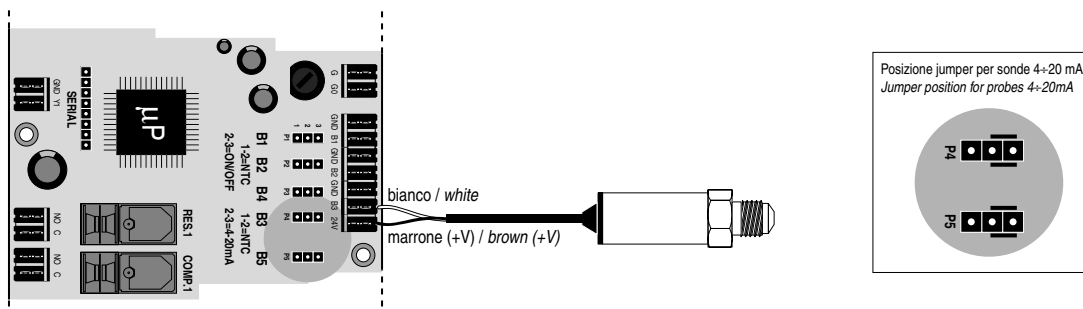 GND Y1
SERIAL
µP
NO C
NO C
RES.1
COMP.1
B1
1-2=NTC
2-3=ON/OFF
B2
B4
B3
1-2=NTC
2-3=4-20mA
B5
1 2 3
P1
P2
P3
P4
P5
G G0
GND B1 GND B2 GND B3 24V
bianco / white
marrone (+V) / brown (+V)
Posizione jumper per sonde 4÷20 mA
Jumper position for probes 4÷20mA
P4
P5